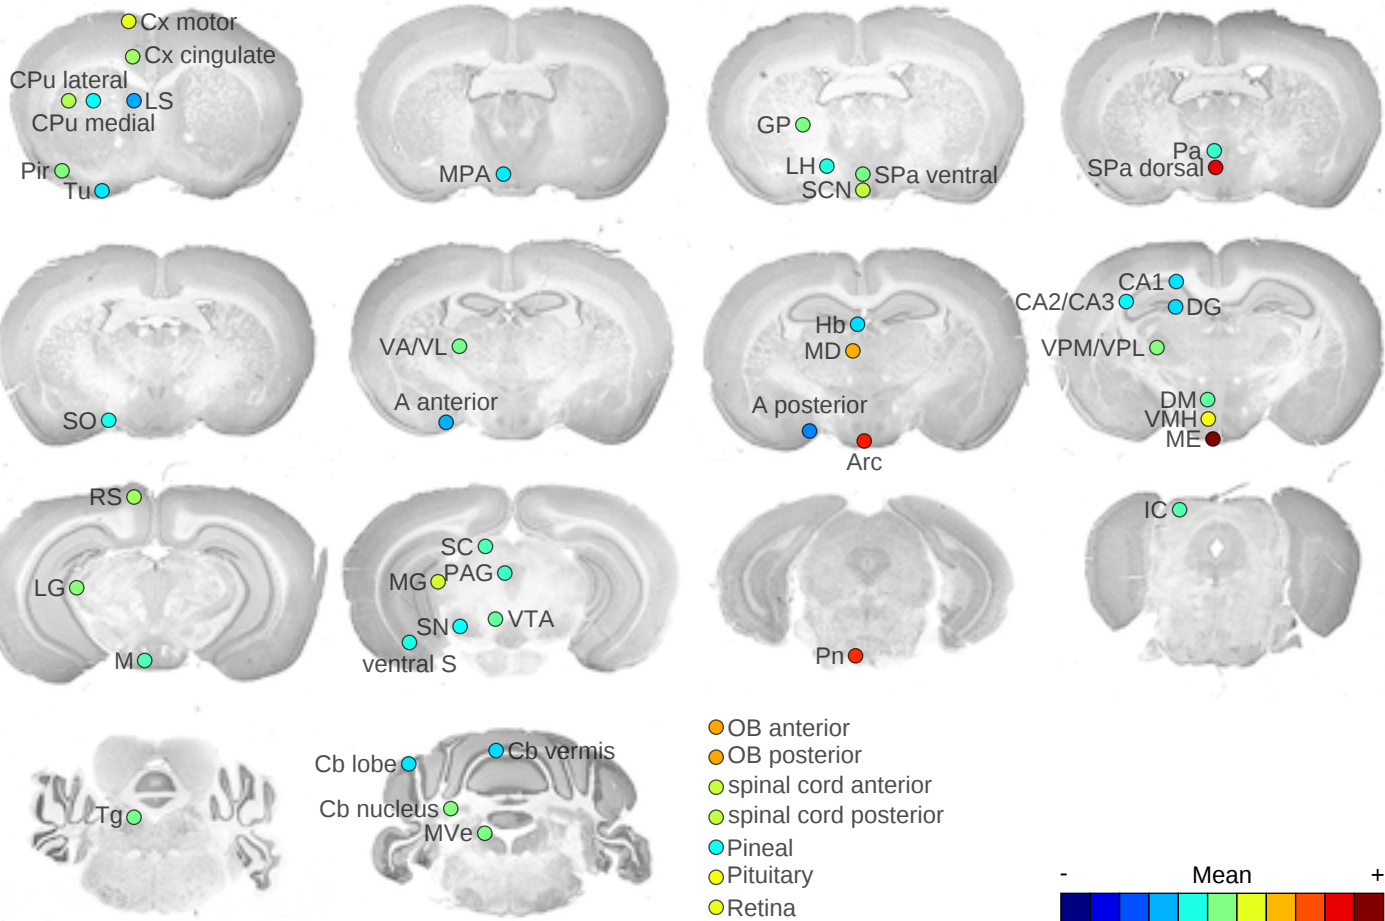 Cx motor
Cx cingulate
CPu lateral
LS
CPu medial
Pir
Tu
MPA
GP
LH
SPa ventral
SCN
Pa
SPa dorsal
SO
VA/VL
A anterior
Hb
MD
A posterior
Arc
CA1
CA2/CA3
DG
VPM/VPL
DM
VMH
ME
RS
LG
M
SC
MG
PAG
SN
VTA
ventral S
Pn
IC
Tg
Cb lobe
Cb vermis
Cb nucleus
MVe
OB anterior
OB posterior
spinal cord anterior
spinal cord posterior
Pineal
Pituitary
Retina
- Mean +